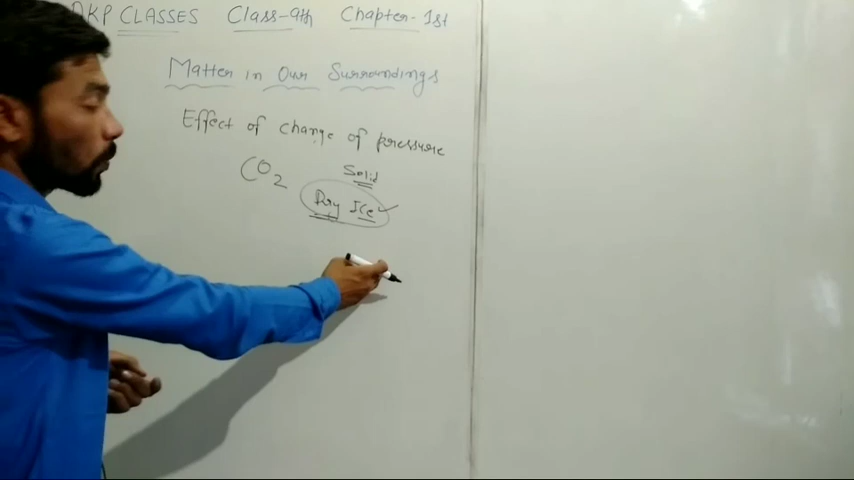 DKP CLASSES Class-9th Chapter-1st
Matter in Our Surroundings
Effect of change of pressure
CO2 Solid
Dry Ice